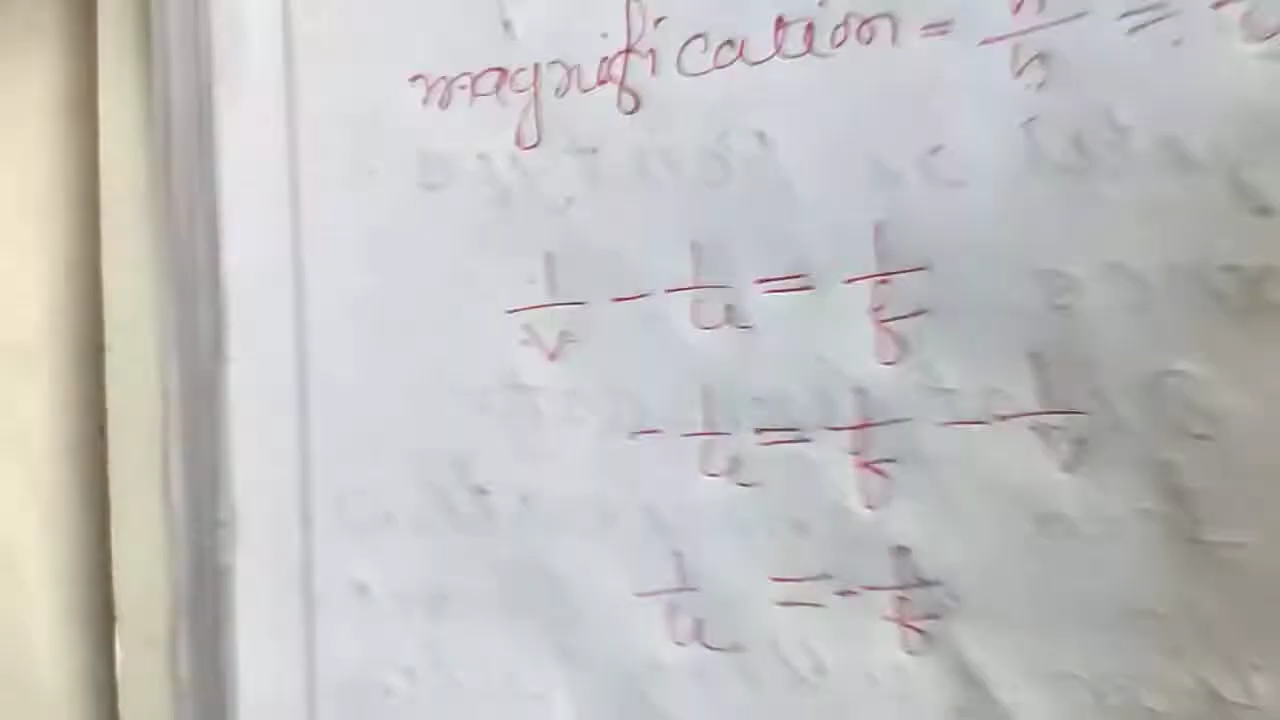 magnification = h/h =
1/v - 1/u = 1/f
- 1/u = 1/f - 1/v
1/u = - 1/f